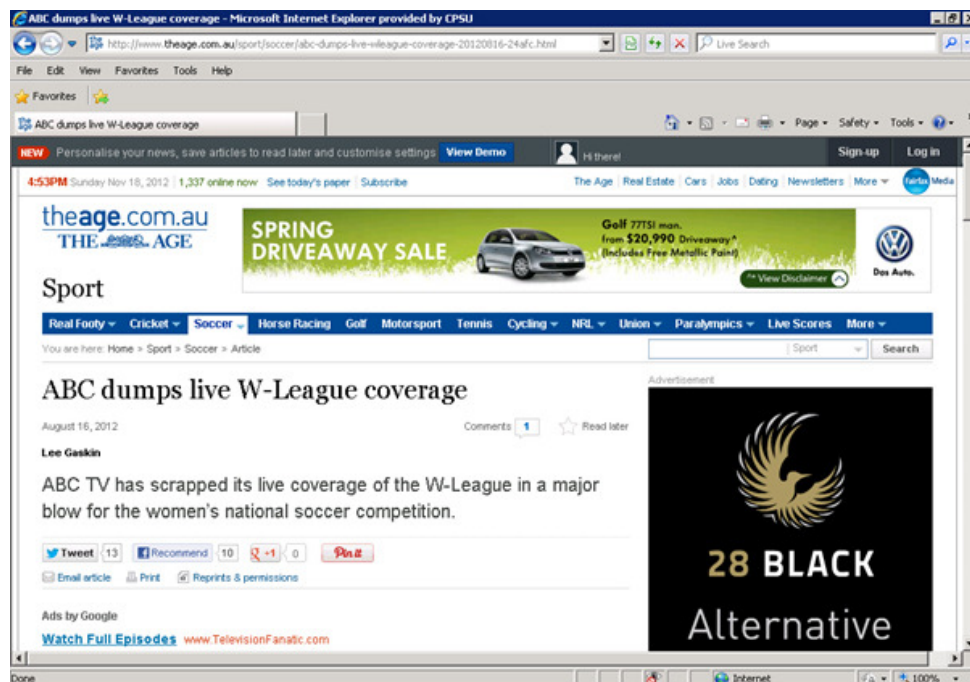 ABC dumps live W-League coverage - Microsoft Internet Explorer provided by CPSU
http://www.theage.com.au/sport/soccer/abc-dumps-live-wleague-coverage-20120816-24afc.html
Live Search
File Edit View Favorites Tools Help
Favorites
ABC dumps live W-League coverage
Page Safety Tools
NEW Personalise your news, save articles to read later and customise settings View Demo Hi there! Sign-up Log in
4:53PM Sunday Nov 18, 2012 1,337 online now See today's paper Subscribe The Age Real Estate Cars Jobs Dating Newsletters More Fairfax Media
theage.com.au
THE AGE
Sport
SPRING
DRIVEAWAY SALE
Golf 77TSI man.
from $20,990 Driveaway^
(Includes Free Metallic Paint)
^* View Disclaimer
Das Auto.
Real Footy Cricket Soccer Horse Racing Golf Motorsport Tennis Cycling NRL Union Paralympics Live Scores More
You are here: Home > Sport > Soccer > Article
Sport Search
ABC dumps live W-League coverage
August 16, 2012
Comments 1 Read later
Lee Gaskin
ABC TV has scrapped its live coverage of the W-League in a major
blow for the women's national soccer competition.
Tweet 13 Recommend 10 +1 0 Pin it
Email article Print Reprints & permissions
Ads by Google
Watch Full Episodes www.TelevisionFanatic.com
Advertisement
28 BLACK
Alternative
Done Internet 100%